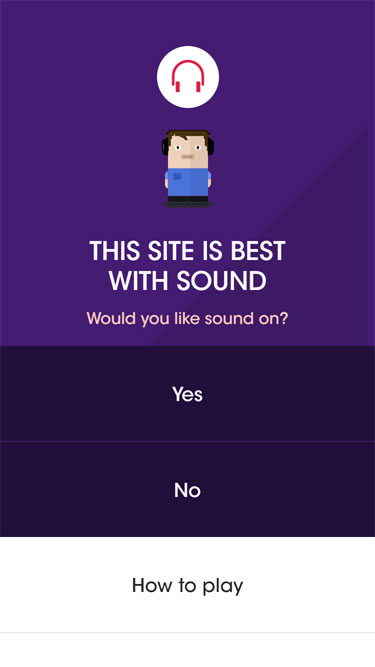 THIS SITE IS BEST
WITH SOUND
Would you like sound on?
Yes
No
How to play